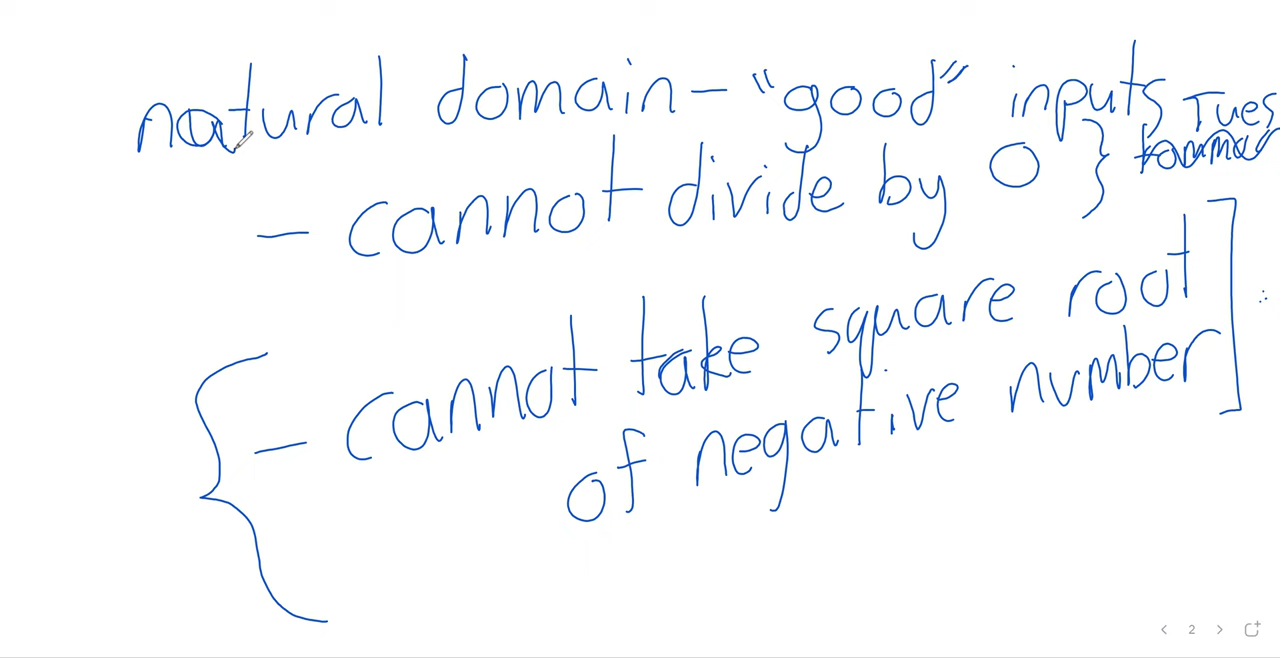 natural domain - "good" inputs
- cannot divide by 0 } Tues
- cannot take square root
of negative number
2